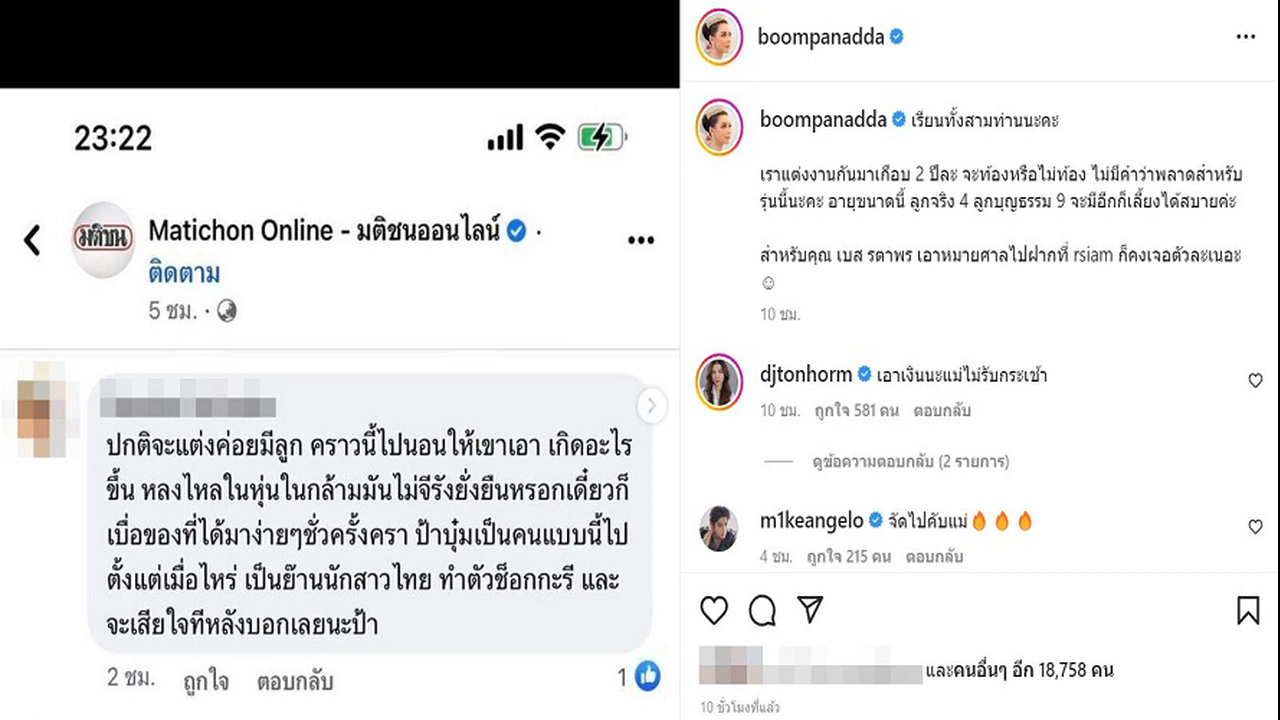 23:22
มติชน
Matichon Online - มติชนออนไลน์ ·
ติดตาม
5 ชม. ·
ปกติจะแต่งค่อยมีลูก คราวนี้ไปนอนให้เขาเอา เกิดอะไร
ขึ้น หลงไหลในหุ่นในกล้ามมันไม่จีรังยั่งยืนหรอกเดี๋ยวก็
เบื่อของที่ได้มาง่ายๆชั่วครั้งครา ป้าบุ๋มเป็นคนแบบนี้ไป
ตั้งแต่เมื่อไหร่ เป็นย๊านนักสาวไทย ทำตัวช็อกกะรี และ
จะเสียใจทีหลังบอกเลยนะป้า
2 ชม. ถูกใจ ตอบกลับ 1
boompanadda
boompanadda เรียนทั้งสามท่านนะคะ
เราแต่งงานกันมาเกือบ 2 ปีละ จะท้องหรือไม่ท้อง ไม่มีคำว่าพลาดสำหรับ
รุ่นนี้นะคะ อายุขนาดนี้ ลูกจริง 4 ลูกบุญธรรม 9 จะมีอีกก็เลี้ยงได้สบายค่ะ
สำหรับคุณ เบส รตาพร เอาหมายศาลไปฝากที่ rsiam ก็คงเจอตัวละเนอะ
☺
10 ชม.
djtonhorm เอาเงินนะแม่ไม่รับกระเช้า
10 ชม. ถูกใจ 581 คน ตอบกลับ
ดูข้อความตอบกลับ (2 รายการ)
m1keangelo จัดไปคับแม่🔥🔥🔥
4 ชม. ถูกใจ 215 คน ตอบกลับ
และคนอื่นๆ อีก 18,758 คน
10 ชั่วโมงที่แล้ว